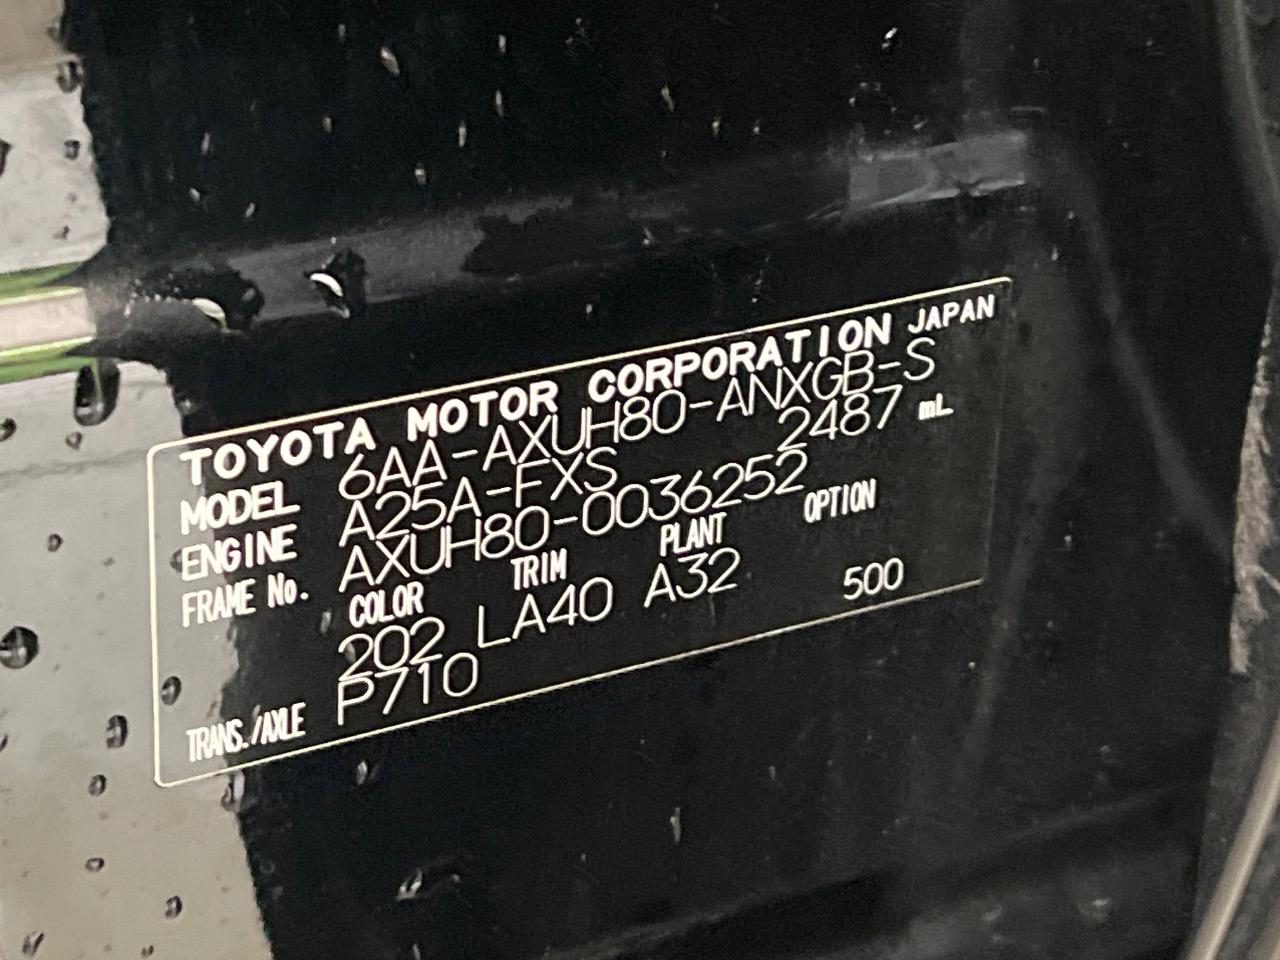 TOYOTA MOTOR CORPORATION JAPAN
MODEL 6AA-AXUH80-ANXGB-S
ENGINE A25A-FXS 2487 mL
FRAME No. AXUH80-0036252
COLOR TRIM PLANT OPTION
202 LA40 A32 500
TRANS./AXLE P710